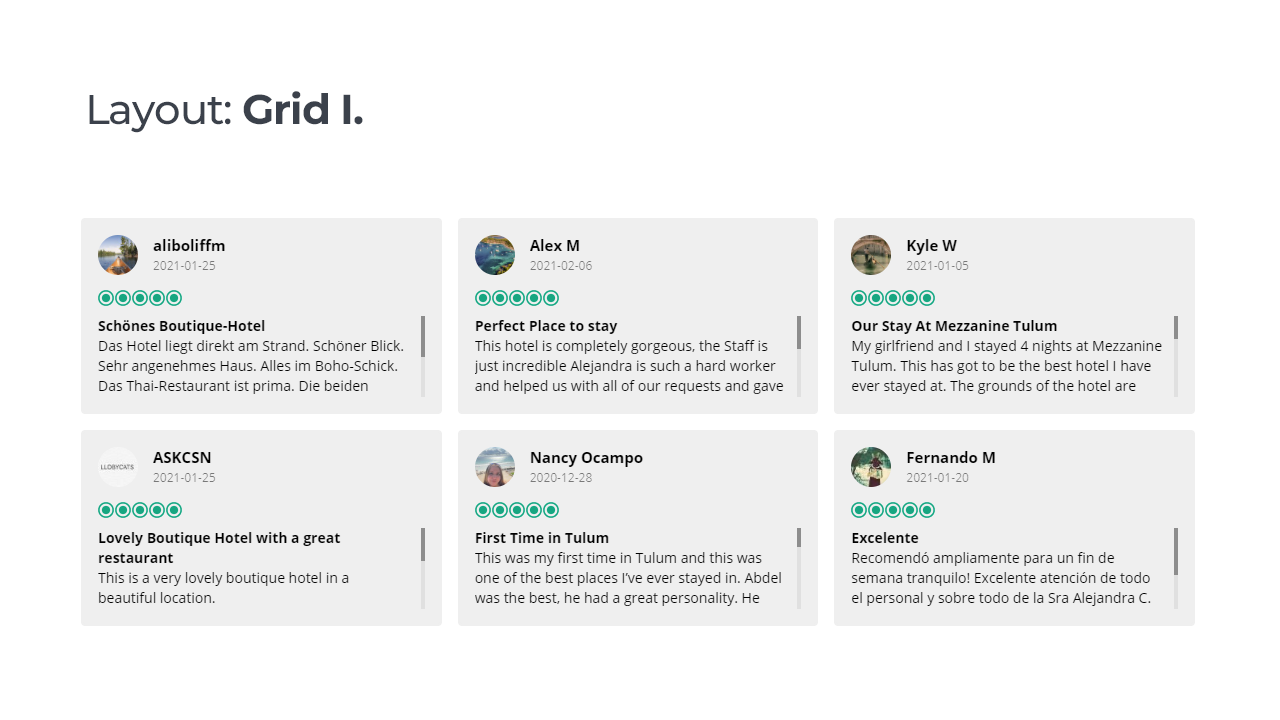 Layout: Grid I.
aliboliffm
2021-01-25
Schönes Boutique-Hotel
Das Hotel liegt direkt am Strand. Schöner Blick.
Sehr angenehmes Haus. Alles im Boho-Schick.
Das Thai-Restaurant ist prima. Die beiden
Alex M
2021-02-06
Perfect Place to stay
This hotel is completely gorgeous, the Staff is
just incredible Alejandra is such a hard worker
and helped us with all of our requests and gave
Kyle W
2021-01-05
Our Stay At Mezzanine Tulum
My girlfriend and I stayed 4 nights at Mezzanine
Tulum. This has got to be the best hotel I have
ever stayed at. The grounds of the hotel are
LLOBYCATS
ASKCSN
2021-01-25
Lovely Boutique Hotel with a great
restaurant
This is a very lovely boutique hotel in a
beautiful location.
Nancy Ocampo
2020-12-28
First Time in Tulum
This was my first time in Tulum and this was
one of the best places I've ever stayed in. Abdel
was the best, he had a great personality. He
Fernando M
2021-01-20
Excelente
Recomendó ampliamente para un fin de
semana tranquilo! Excelente atención de todo
el personal y sobre todo de la Sra Alejandra C.